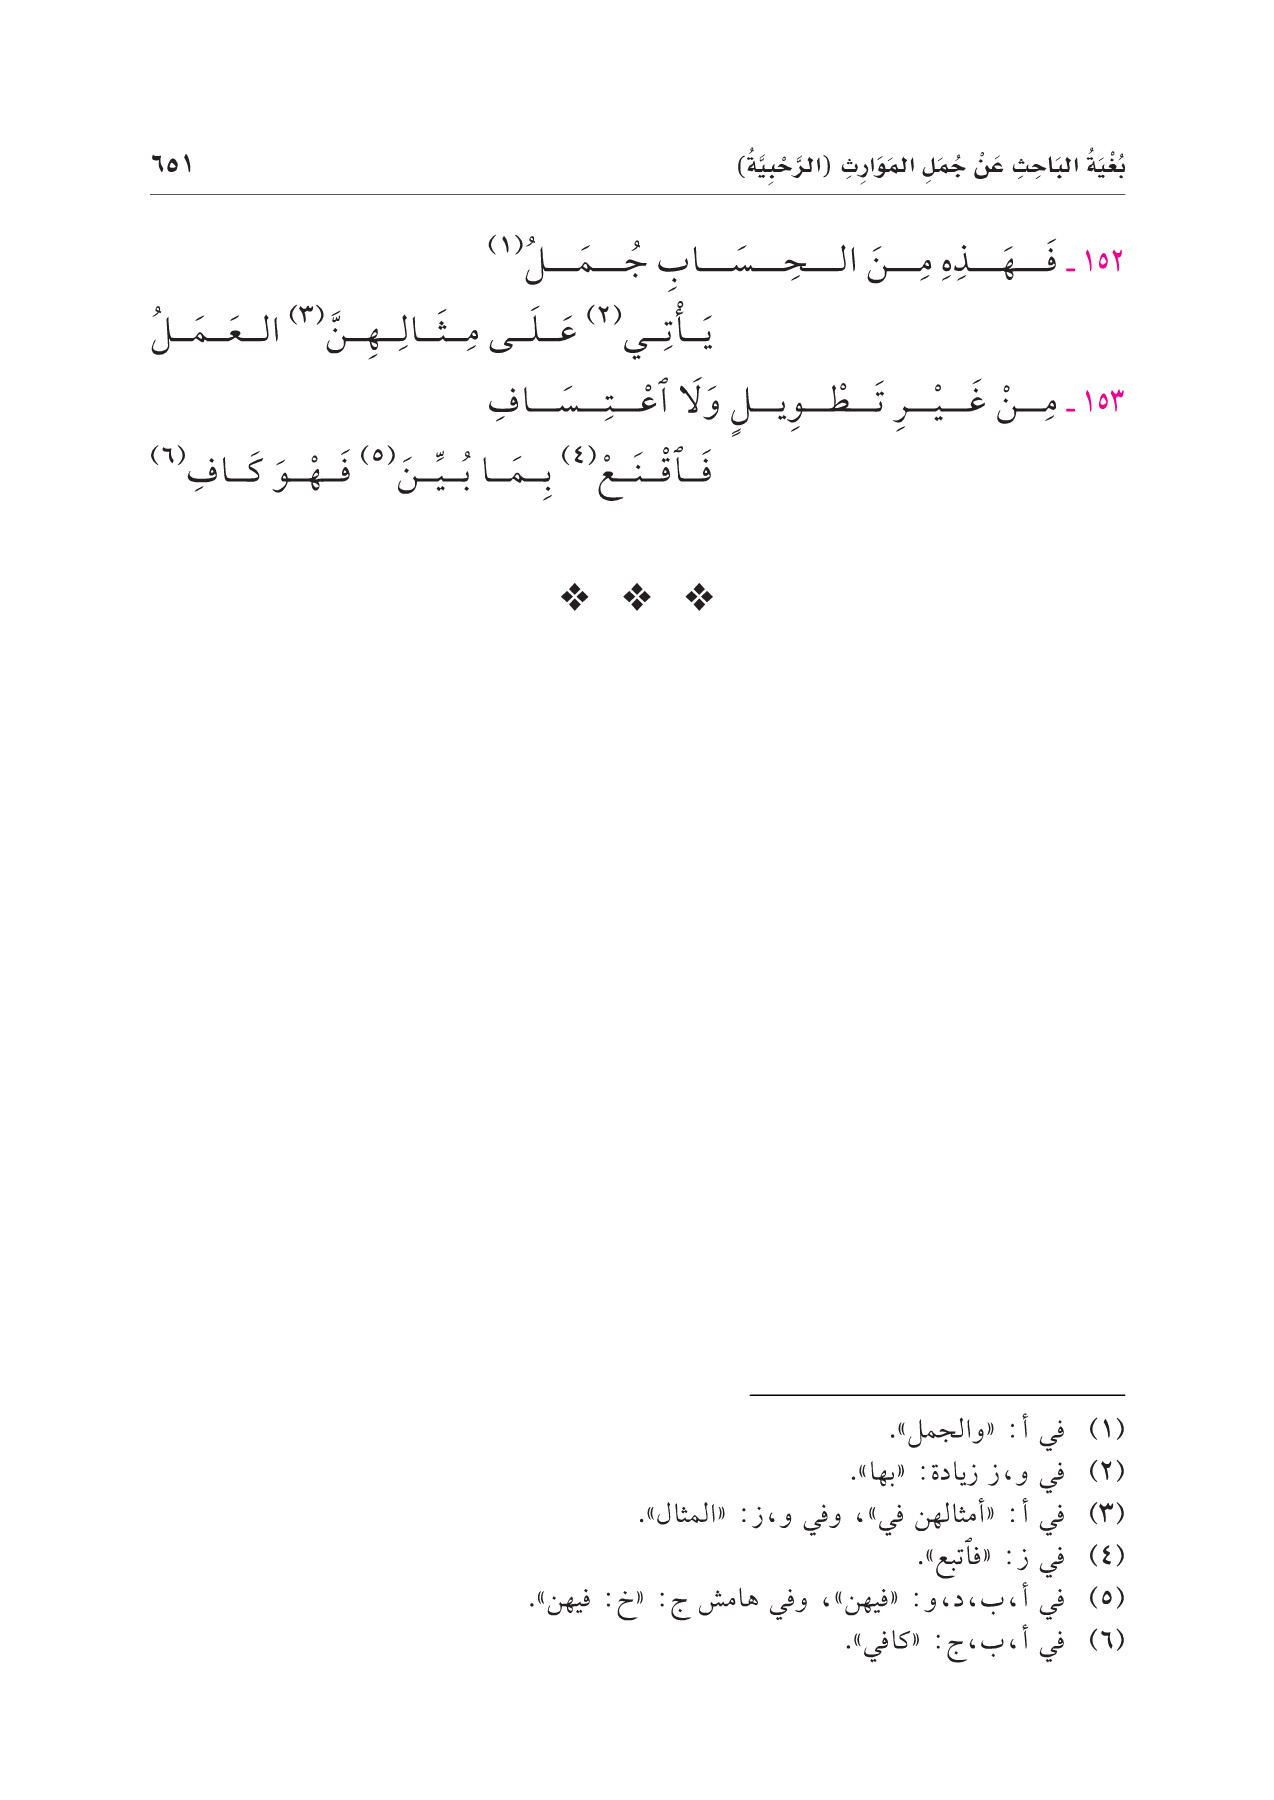 بُغْيَةُ البَاحِثِ عَنْ جُمَلِ المَوَارِثِ (الرَّحْبِيَّةُ) ٦٥١
١٥٢ ـ فَهَذِهِ مِنَ الحِسَابِ جُمَلُ(١)
يَأْتِي(٢) عَلَى مِثَالِهِنَّ(٣) العَمَلُ
١٥٣ ـ مِنْ غَيْرِ تَطْوِيلٍ وَلَا ٱعْتِسَافِ
فَٱقْنَعْ(٤) بِمَا بُيِّنَ(٥) فَهْوَ كَافِ(٦)
(١) في أ: «والجمل».
(٢) في و،ز زيادة: «بها».
(٣) في أ: «أمثالهن في»، وفي و،ز: «المثال».
(٤) في ز: «فٱتبع».
(٥) في أ،ب،د،و: «فيهن»، وفي هامش ج: «خ: فيهن».
(٦) في أ،ب،ج: «كافي».